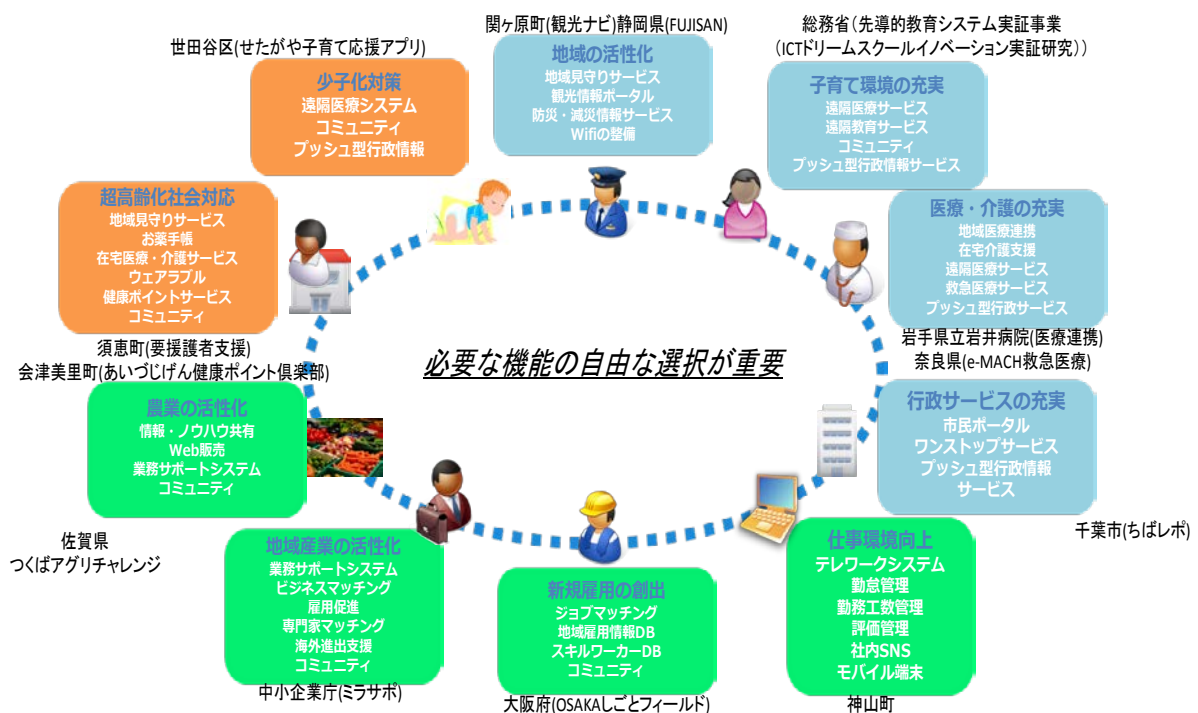 関ヶ原町(観光ナビ)静岡県(FUJISAN)
総務省(先導的教育システム実証事業
（ICTドリームスクールイノベーション実証研究））
世田谷区(せたがや子育て応援アプリ)
少子化対策
遠隔医療システム
コミュニティ
プッシュ型行政情報
地域の活性化
地域見守りサービス
観光情報ポータル
防災・減災情報サービス
Wifiの整備
子育て環境の充実
遠隔医療サービス
遠隔教育サービス
コミュニティ
プッシュ型行政情報サービス
超高齢化社会対応
地域見守りサービス
お薬手帳
在宅医療・介護サービス
ウェアラブル
健康ポイントサービス
コミュニティ
須恵町(要援護者支援)
会津美里町(あいづじげん健康ポイント倶楽部)
医療・介護の充実
地域医療連携
在宅介護支援
遠隔医療サービス
救急医療サービス
プッシュ型行政サービス
岩手県立岩井病院(医療連携)
奈良県(e-MACH救急医療)
必要な機能の自由な選択が重要
農業の活性化
情報・ノウハウ共有
Web販売
業務サポートシステム
コミュニティ
佐賀県
つくばアグリチャレンジ
行政サービスの充実
市民ポータル
ワンストップサービス
プッシュ型行政情報
サービス
千葉市(ちばレポ)
地域産業の活性化
業務サポートシステム
ビジネスマッチング
雇用促進
専門家マッチング
海外進出支援
コミュニティ
中小企業庁(ミラサポ)
新規雇用の創出
ジョブマッチング
地域雇用情報DB
スキルワーカーDB
コミュニティ
大阪府(OSAKAしごとフィールド)
仕事環境向上
テレワークシステム
勤怠管理
勤務工数管理
評価管理
社内SNS
モバイル端末
神山町